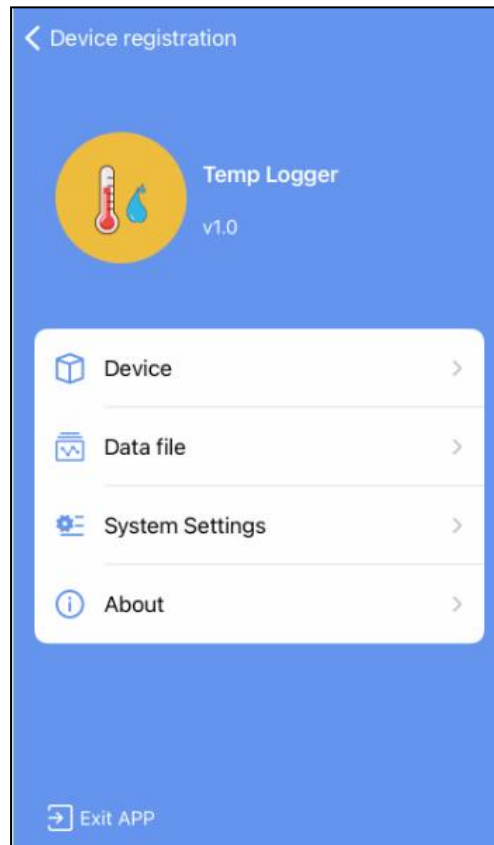 Device registration
Temp Logger
v1.0
Device
Data file
System Settings
About
Exit APP